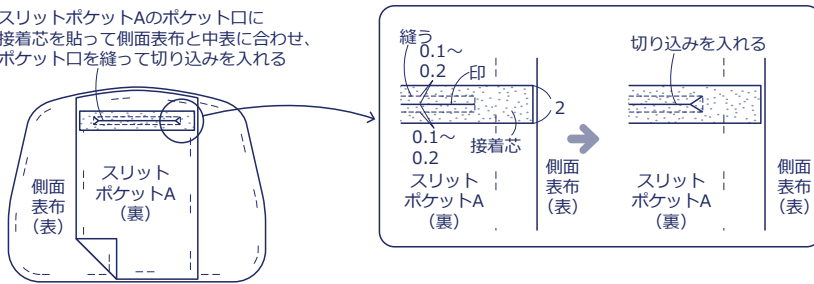 スリットポケットAのポケット口に
接着芯を貼って側面表布と中表に合わせ、
ポケット口を縫って切り込みを入れる
側面
表布
（表）
スリット
ポケットA
（裏）
縫う
0.1～
0.2
印
2
0.1～
0.2
接着芯
スリット
ポケットA
（裏）
側面
表布
（表）
切り込みを入れる
スリット
ポケットA
（裏）
側面
表布
（表）